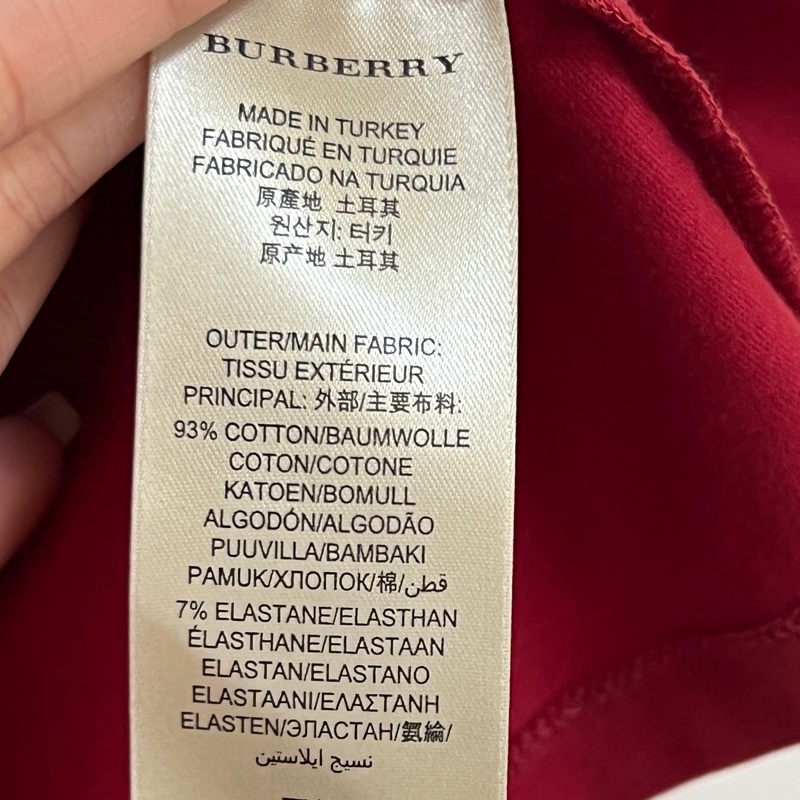 BURBERRY
MADE IN TURKEY
FABRIQUÉ EN TURQUIE
FABRICADO NA TURQUIA
原產地 土耳其
원산지: 터키
原产地 土耳其
OUTER/MAIN FABRIC:
TISSU EXTÉRIEUR
PRINCIPAL: 外部/主要布料:
93% COTTON/BAUMWOLLE
COTON/COTONE
KATOEN/BOMULL
ALGODÓN/ALGODÃO
PUUVILLA/BAMBAKI
PAMUK/ХЛОПОК/棉/قطن
7% ELASTANE/ELASTHAN
ÉLASTHANE/ELASTAAN
ELASTAN/ELASTANO
ELASTAANI/ΕΛΑΣΤΑΝΗ
ELASTEN/ЭЛАСТАН/氨綸/
نسيج ايلاستين